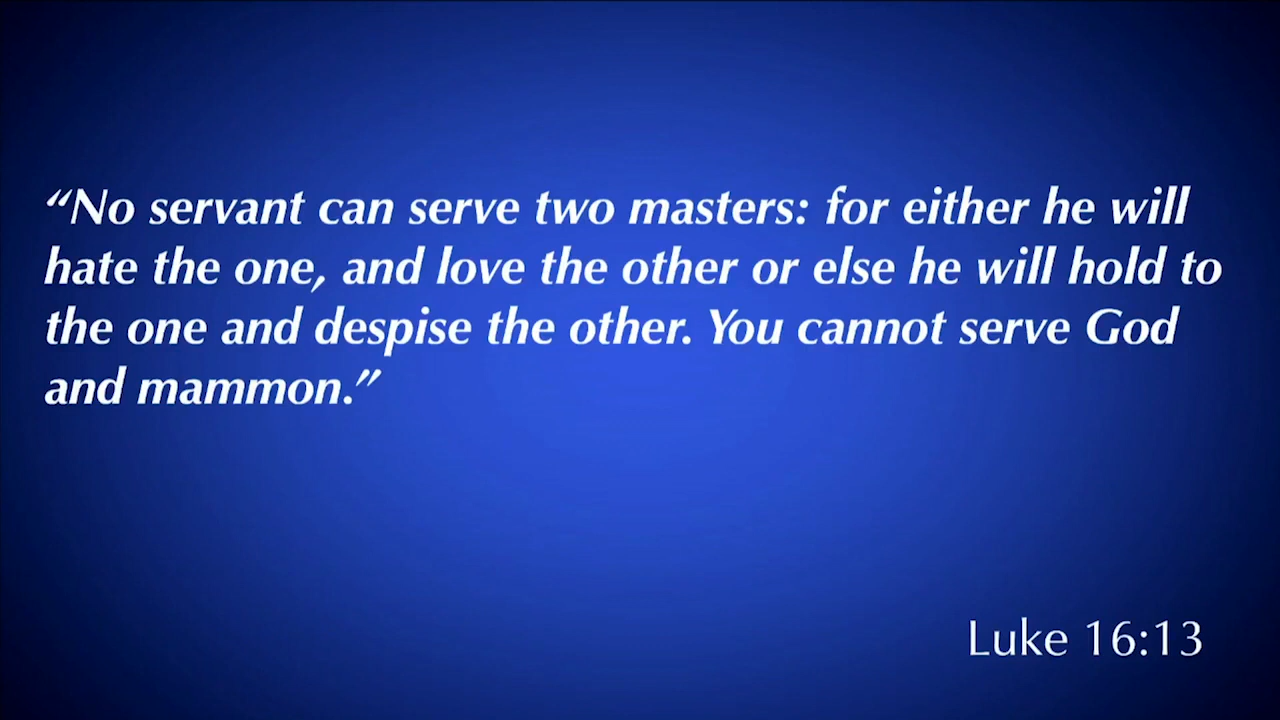 “No servant can serve two masters: for either he will
hate the one, and love the other or else he will hold to
the one and despise the other. You cannot serve God
and mammon.”
Luke 16:13